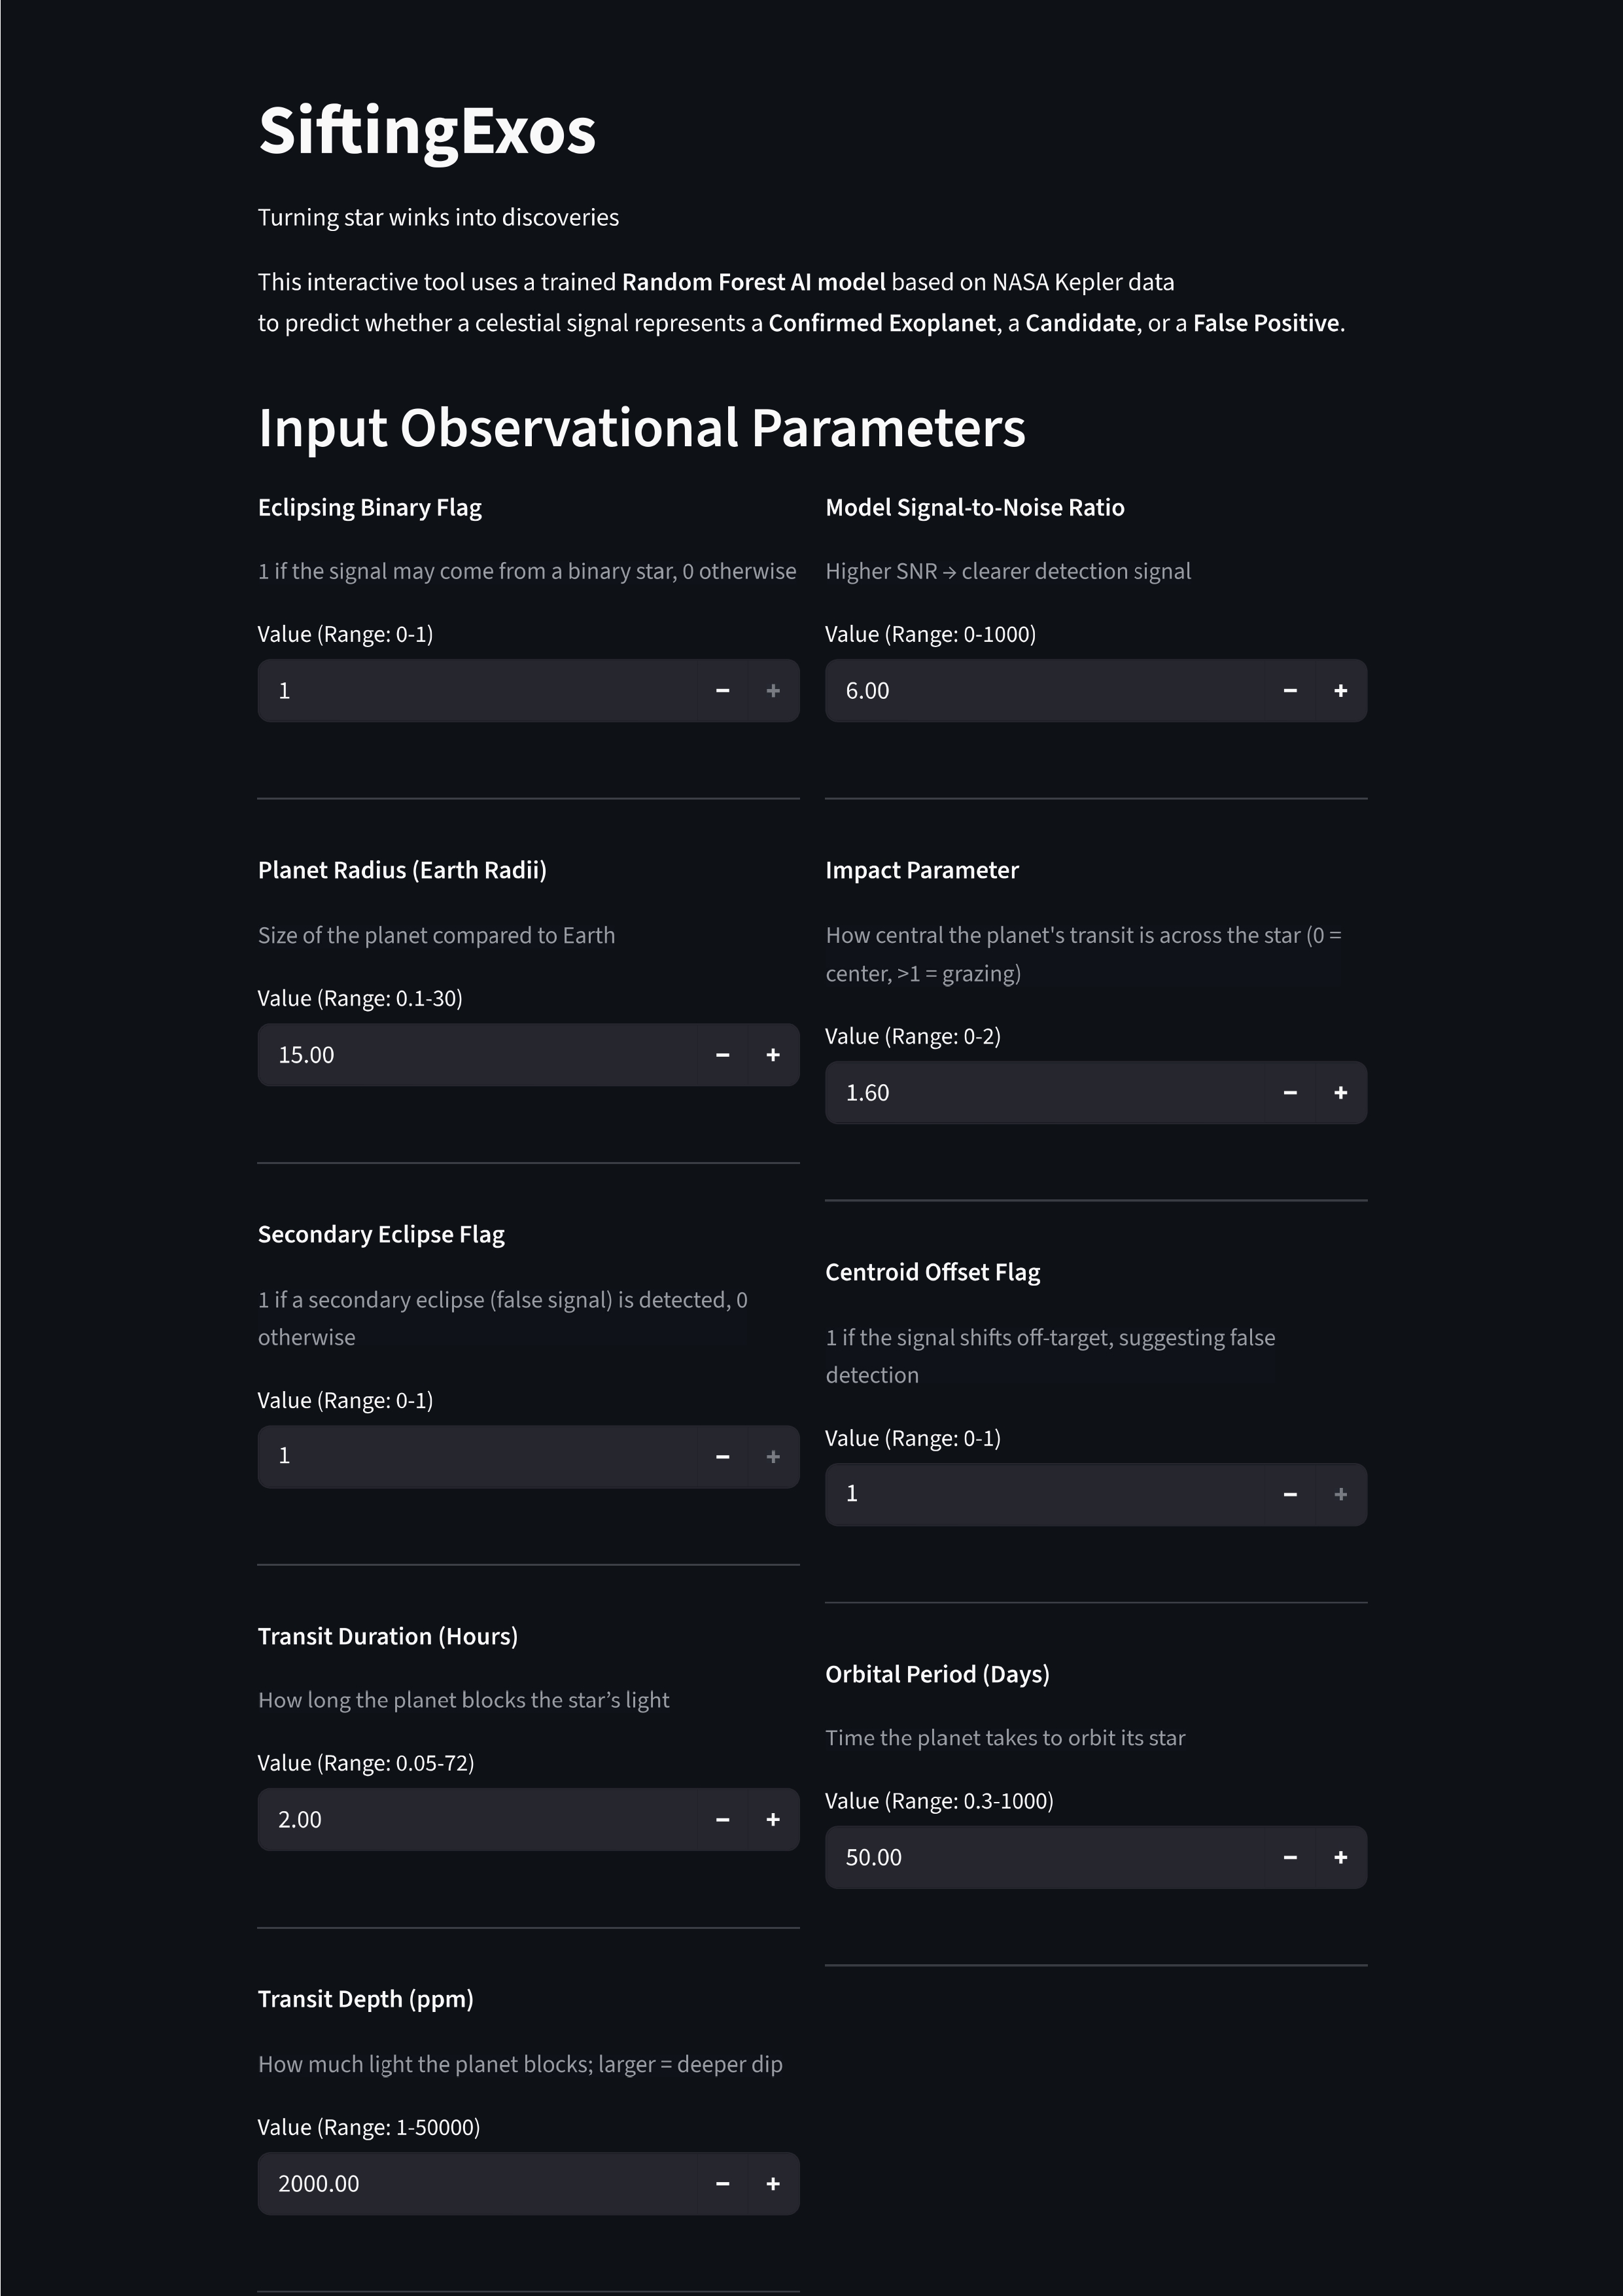 SiftingExos
Turning star winks into discoveries
This interactive tool uses a trained Random Forest AI model based on NASA Kepler data
to predict whether a celestial signal represents a Confirmed Exoplanet, a Candidate, or a False Positive.
Input Observational Parameters
Eclipsing Binary Flag
1 if the signal may come from a binary star, 0 otherwise
Value (Range: 0-1)
1
Planet Radius (Earth Radii)
Size of the planet compared to Earth
Value (Range: 0.1-30)
15.00
Secondary Eclipse Flag
1 if a secondary eclipse (false signal) is detected, 0
otherwise
Value (Range: 0-1)
1
Transit Duration (Hours)
How long the planet blocks the star’s light
Value (Range: 0.05-72)
2.00
Transit Depth (ppm)
How much light the planet blocks; larger = deeper dip
Value (Range: 1-50000)
2000.00
Model Signal-to-Noise Ratio
Higher SNR → clearer detection signal
Value (Range: 0-1000)
6.00
Impact Parameter
How central the planet's transit is across the star (0 =
center, >1 = grazing)
Value (Range: 0-2)
1.60
Centroid Offset Flag
1 if the signal shifts off-target, suggesting false
detection
Value (Range: 0-1)
1
Orbital Period (Days)
Time the planet takes to orbit its star
Value (Range: 0.3-1000)
50.00